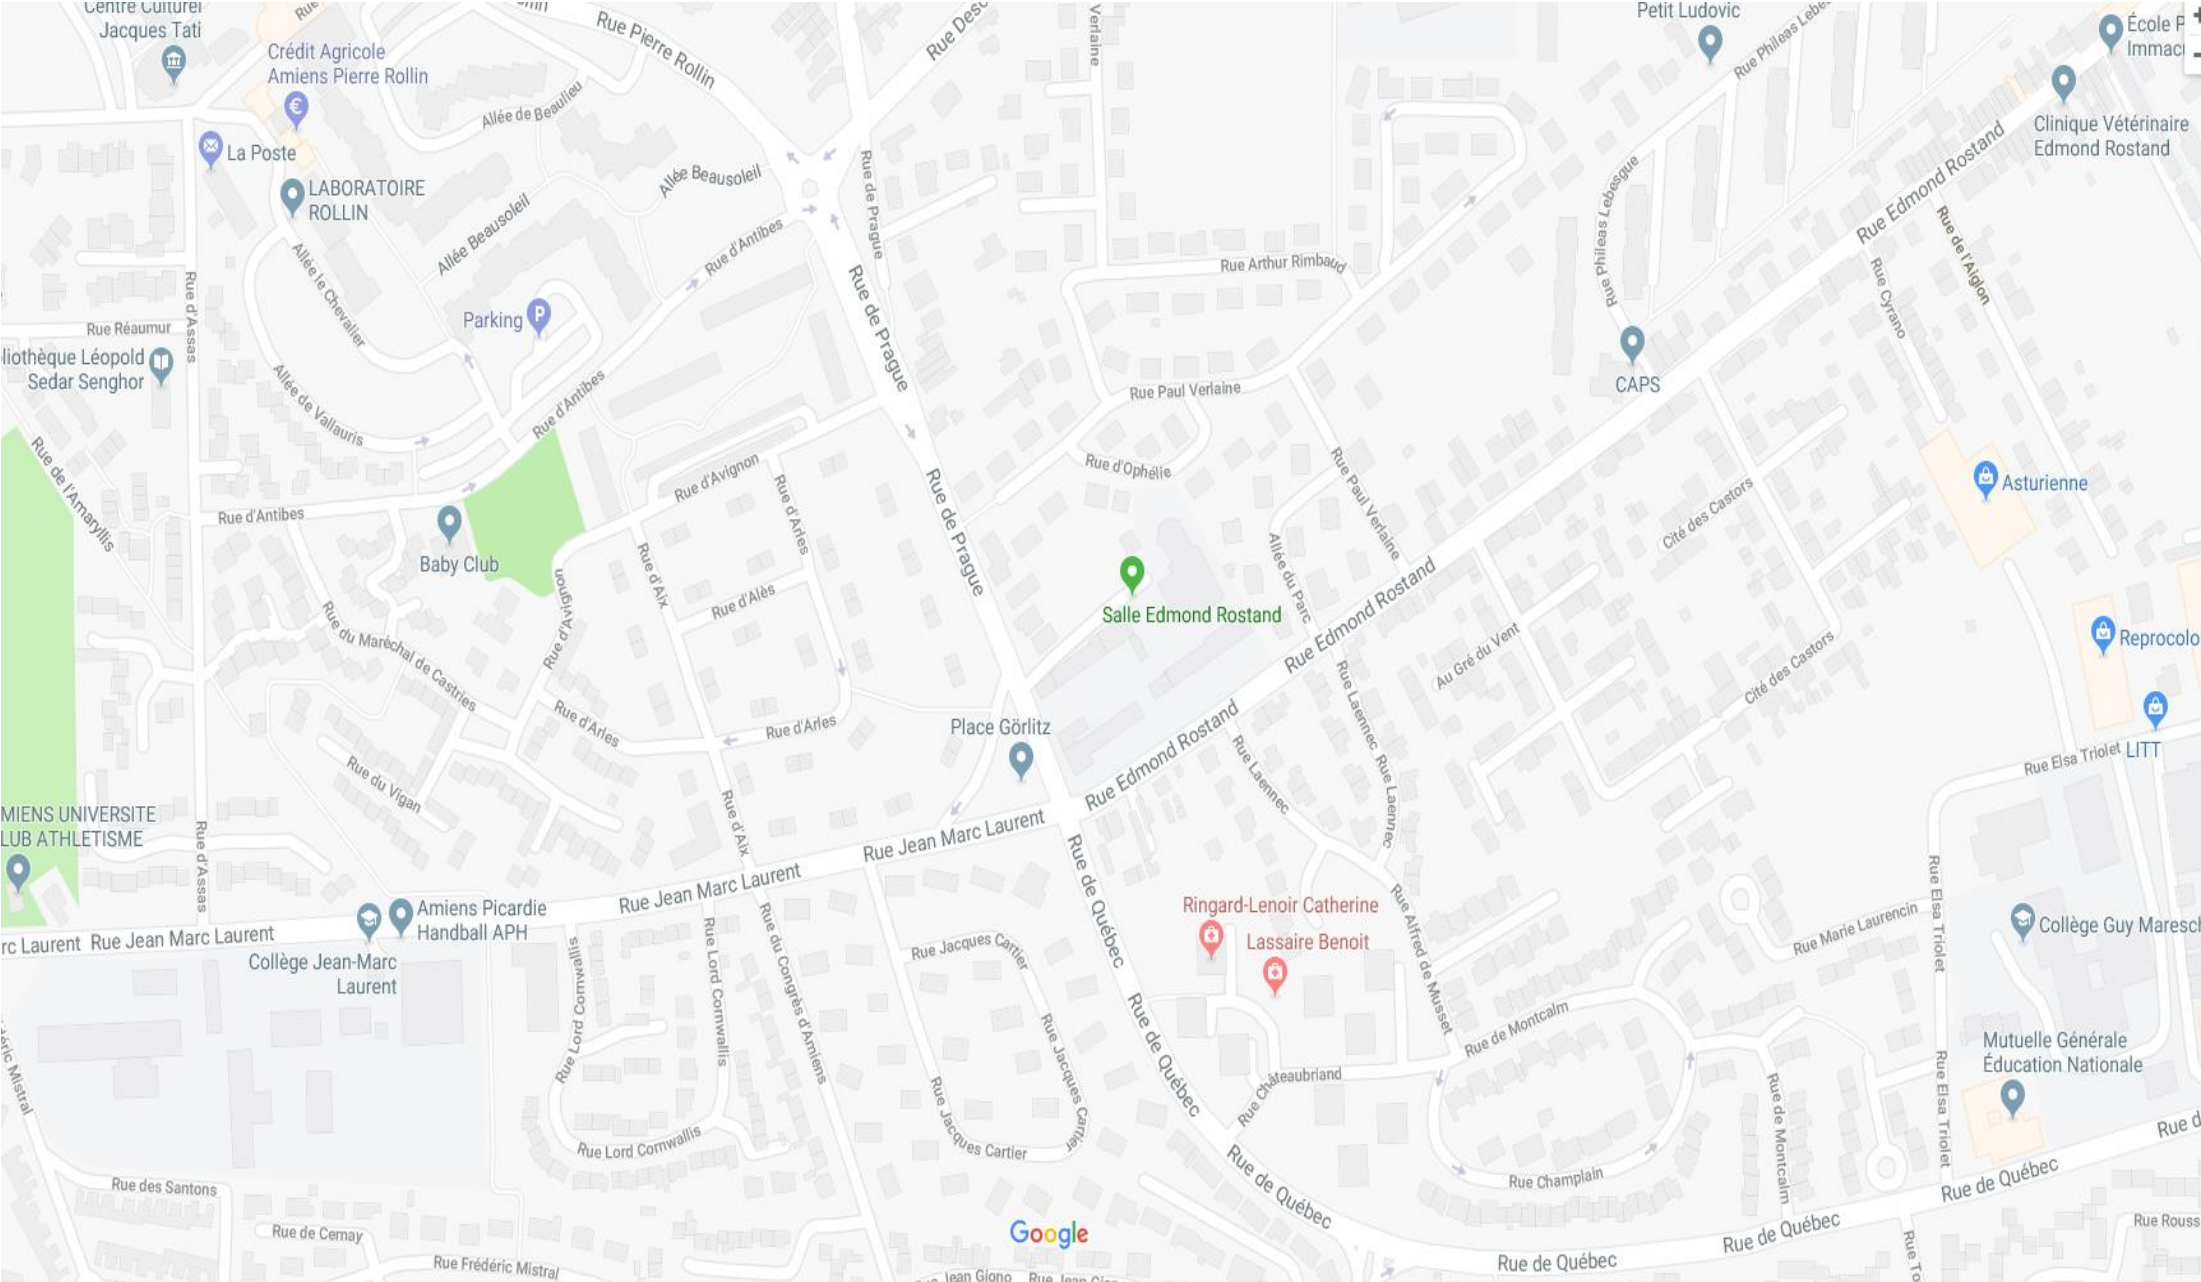 Centre Culturel
Jacques Tati
Rue
Crédit Agricole
Amiens Pierre Rollin
Rue Pierre Rollin
Verlaine
Petit Ludovic
Rue Phileas Lebes
École P
Immacu
Clinique Vétérinaire
Edmond Rostand
La Poste
LABORATOIRE
ROLLIN
Allée de Beaulieu
Allée Beausoleil
Allée Beausoleil
Rue de Prague
Rue d'Antibes
Rue Phileas Lebesgue
Rue Edmond Rostand
Rue de l'Aiglon
Rue Cyrano
Allée le Chevalier
Rue Arthur Rimbaud
Rue d'Assas
Rue Réaumur
Parking
P
Rue de Prague
liothèque Léopold
Sedar Senghor
CAPS
Allée de Vallauris
Rue d'Antibes
Rue Paul Verlaine
Rue de l'Amaryllis
Rue d'Avignon
Rue d'Ophélie
Rue Paul Verlaine
Asturienne
Cité des Castors
Rue d'Antibes
Rue d'Arles
Rue de Prague
Baby Club
Rue d'Avignon
Rue d'Aix
Rue d'Alès
Allée du Parc
Salle Edmond Rostand
Rue Edmond Rostand
Rue du Maréchal de Castries
Au Gré du Vent
Cité des Castors
Reprocolo
Rue d'Arles
Rue d'Arles
Place Görlitz
Rue Laennec
Rue Laennec
Rue Laennec
Rue Edmond Rostand
LITT
Rue Elsa Triolet
Rue du Vigan
MIENS UNIVERSITE
LUB ATHLETISME
Rue d'Assas
Rue d'Aix
Rue Jean Marc Laurent
Rue Jean Marc Laurent
Rue de Québec
Amiens Picardie
Handball APH
rc Laurent
Rue Jean Marc Laurent
Collège Jean-Marc
Laurent
Ringard-Lenoir Catherine
Lassaire Benoit
Rue Alfred de Musset
Rue Elsa Triolet
Rue Marie Laurencin
Collège Guy Maresch
Rue Lord Cornwallis
Rue Lord Cornwallis
Rue du Congrès d'Amiens
Rue Jacques Cartier
Rue Jacques Cartier
Rue de Québec
Rue de Montcalm
Mutuelle Générale
Éducation Nationale
éric Mistral
Rue Châteaubriand
Rue de Montcalm
Rue Elsa Triolet
Rue Lord Cornwallis
Rue Jacques Cartier
Rue de Québec
Rue Champlain
Rue de Québec
Rue d
Rue des Santons
Rue de Cernay
Rue Frédéric Mistral
Google
Rue Jean Giono
Rue de Québec
Rue de Québec
Rue Rouss
Rue To